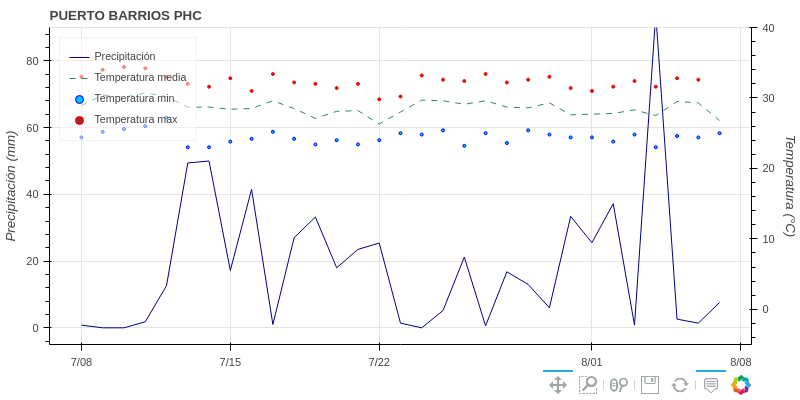 PUERTO BARRIOS PHC
Precipitación
Temperatura media
Temperatura min
Temperatura max
Precipitación (mm)
80
60
40
20
0
Temperatura (°C)
40
30
20
10
0
7/08
7/15
7/22
8/01
8/08